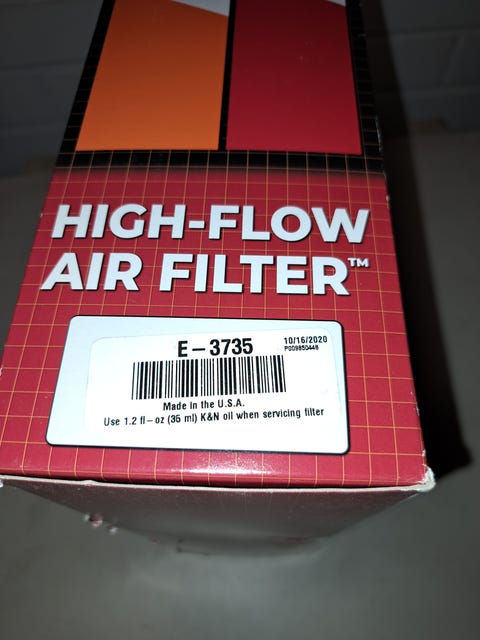 HIGH-FLOW
AIR FILTER™
E-3735
10/16/2020
P009850448
Made in the U.S.A.
Use 1.2 fl-oz (35 ml) K&N oil when servicing filter